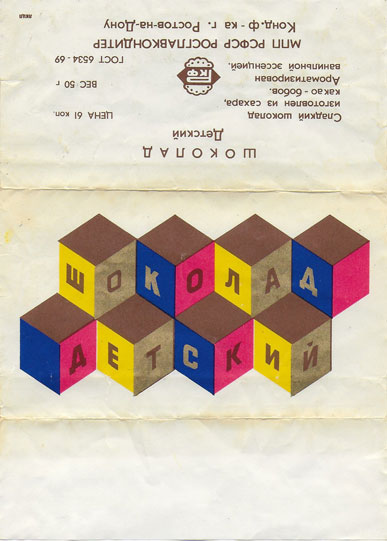 ШОКОЛАД
ДЕТСКИЙ
ШОКОЛАД
Детский
Сладкий шоколад
изготовлен из сахара,
какао-бобов.
Ароматизирован
ванильной эссенцией.
ЦЕНА 61 коп.
ВЕС 50 г
ГОСТ 6534-69
МПП РСФСР РОСГЛАВКОНДИТЕР
Конд.ф-ка г. Ростов-на-Дону